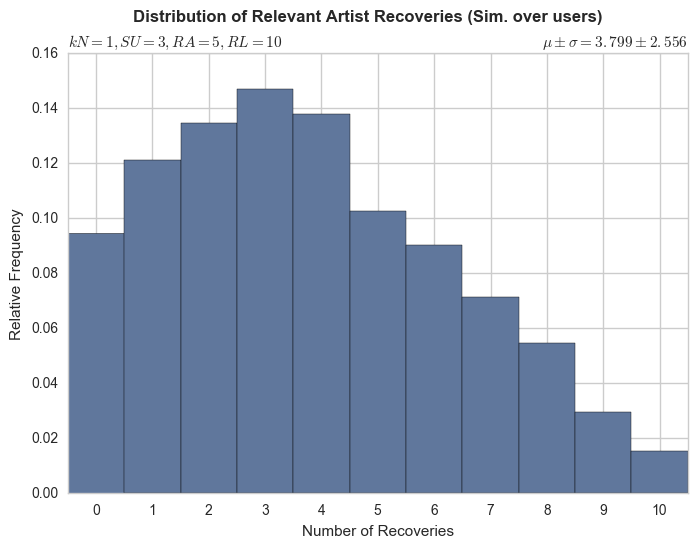 Distribution of Relevant Artist Recoveries (Sim. over users)
kN = 1, SU = 3, RA = 5, RL = 10
μ ± σ = 3.799 ± 2.556
0.16
0.14
0.12
0.10
0.08
0.06
0.04
0.02
0.00
Relative Frequency
0 1 2 3 4 5 6 7 8 9 10
Number of Recoveries